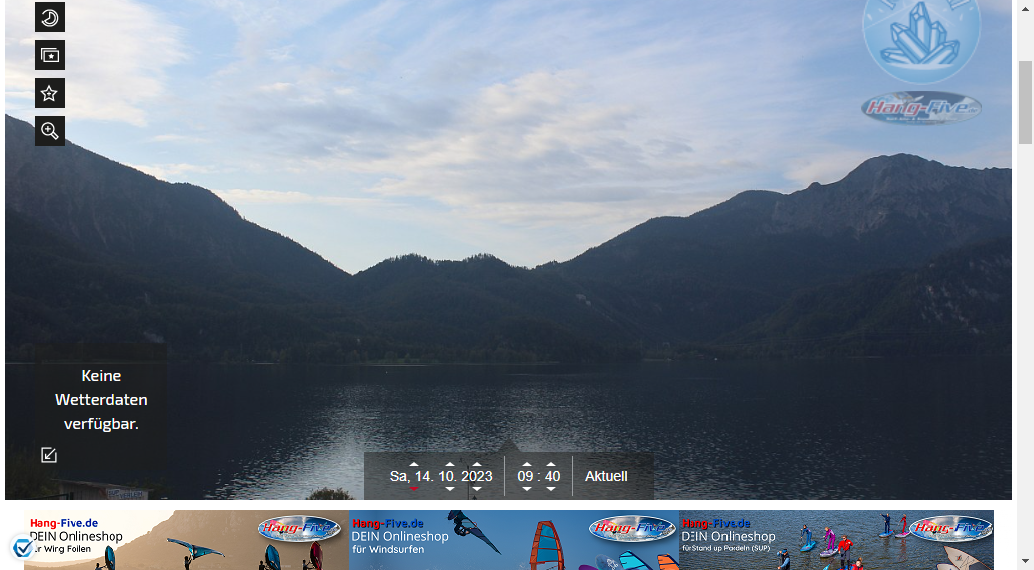 Hang-Five
Keine
Wetterdaten
verfügbar.
Sa, 14. 10. 2023
09 : 40
Aktuell
Hang-Five.de
DEIN Onlineshop
für Wing Foilen
Hang-Five
Hang-Five.de
DEIN Onlineshop
für Windsurfen
Hang-Five
Hang-Five.de
DEIN Onlineshop
für Stand up Paddeln (SUP)
Hang-Five